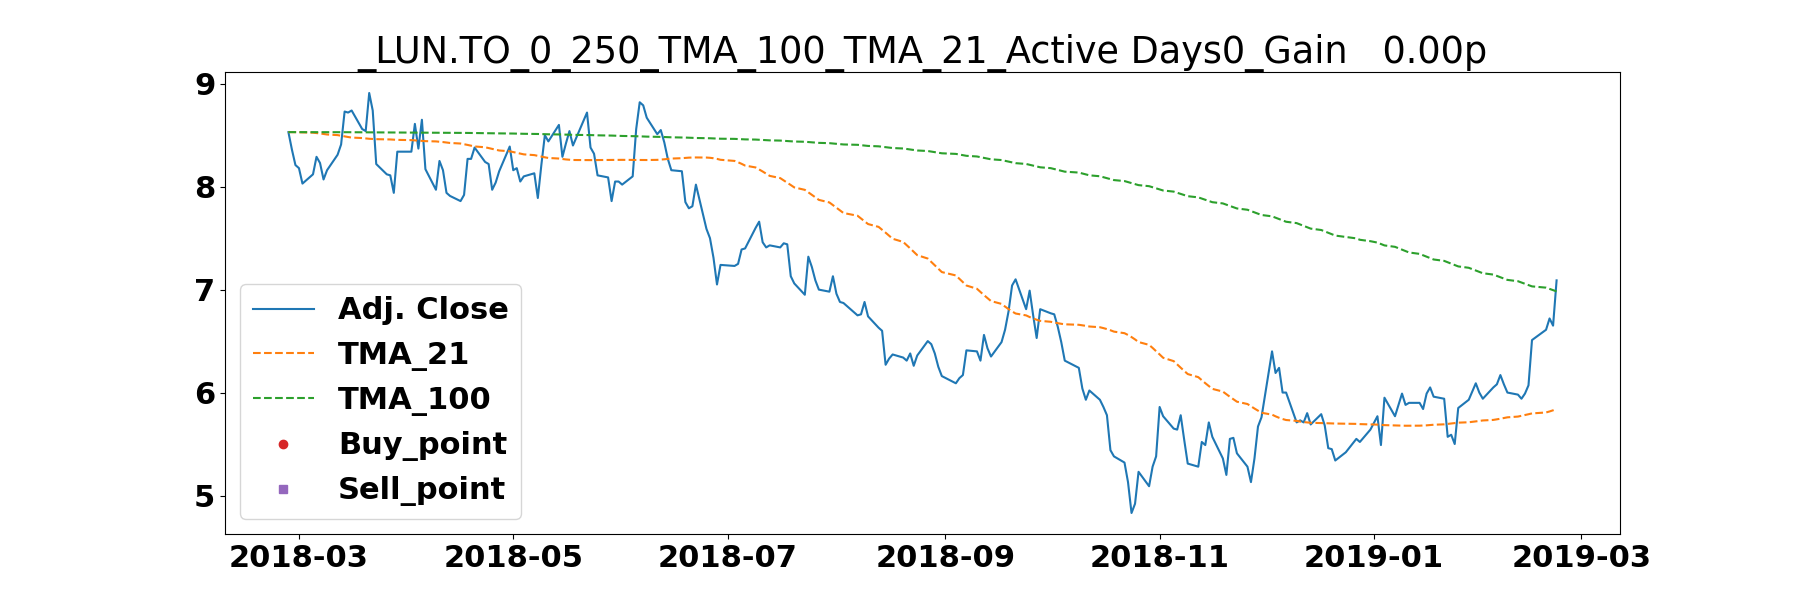 _LUN.TO_0_250_TMA_100_TMA_21_Active Days0_Gain   0.00p
9
8
7
6
5
Adj. Close
TMA_21
TMA_100
Buy_point
Sell_point
2018-03 2018-05 2018-07 2018-09 2018-11 2019-01 2019-03